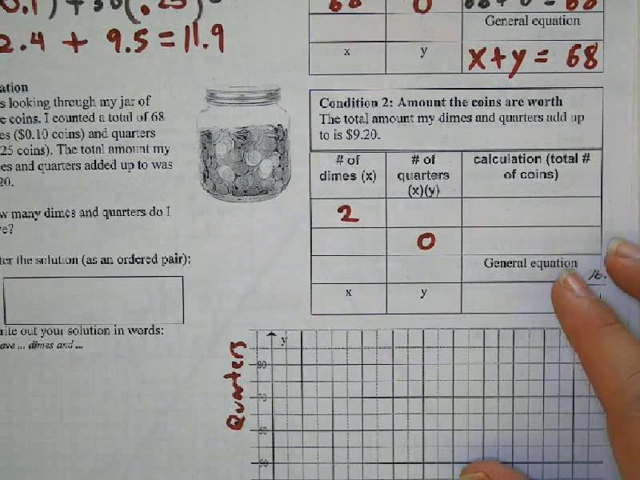 0.1) + 38(.25)
2.4 + 9.5 = 11.9
68 0 68 + 0 = 68
General equation
x y x+y = 68
ation
s looking through my jar of
e coins. I counted a total of 68
es ($0.10 coins) and quarters
25 coins). The total amount my
es and quarters added up to was
20.
w many dimes and quarters do I
ve?
ter the solution (as an ordered pair):
rite out your solution in words:
ave ... dimes and ...
Condition 2: Amount the coins are worth
The total amount my dimes and quarters add up
to is $9.20.
# of
dimes (x)
# of
quarters
(x)(y)
calculation (total #
of coins)
2
0
General equation
x y
Quarters
y